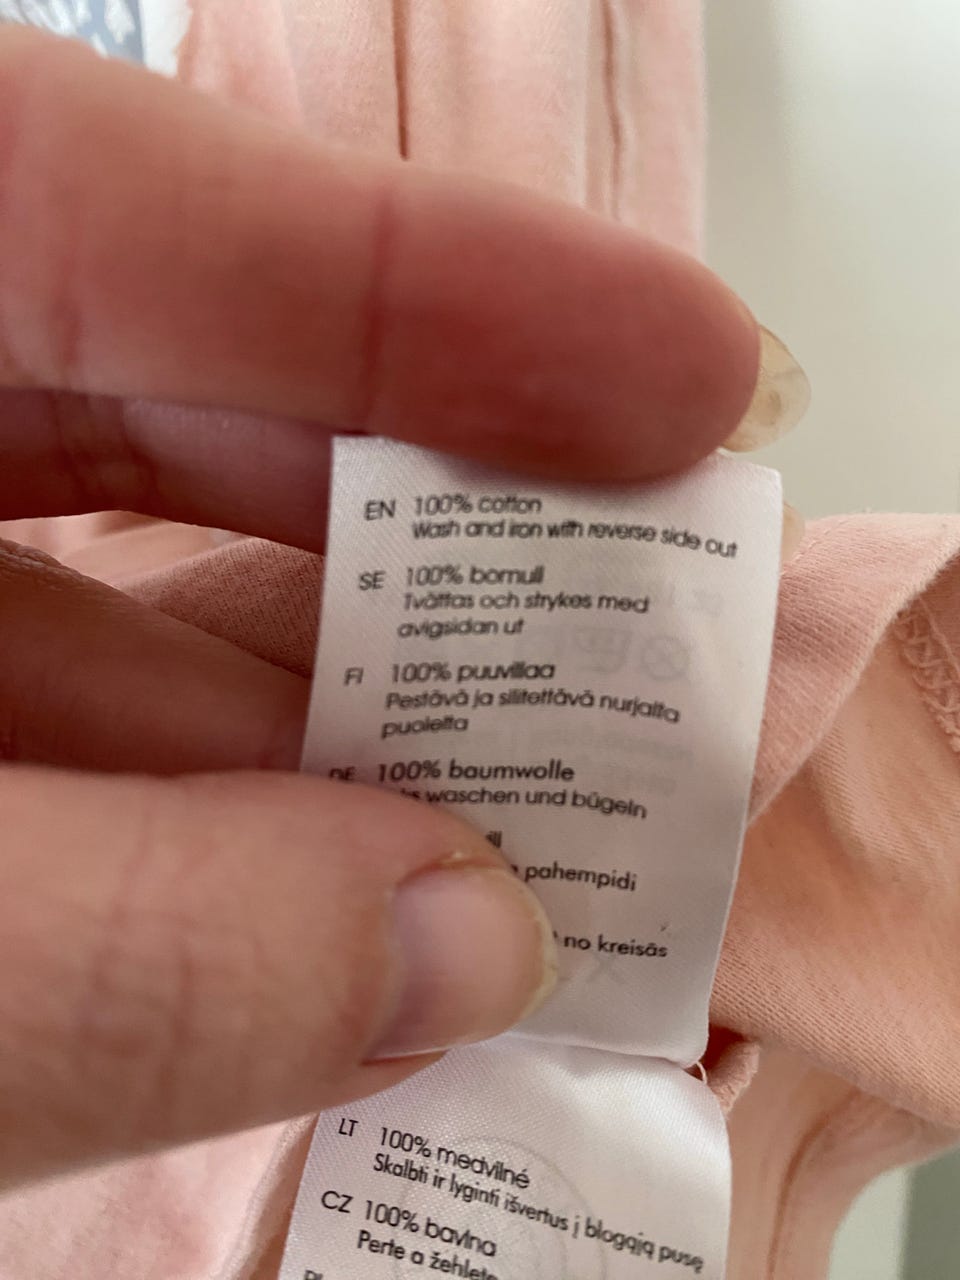 EN 100% cotton
Wash and iron with reverse side out
SE 100% bomull
Tvättas och strykes med
avigsidan ut
FI 100% puuvillaa
Pestävä ja silitettävä nurjalta
puolelta
DE 100% baumwolle
waschen und bügeln
pahempidi
no kreisās
LT 100% medvilnė
Skalbti ir lyginti išvertus į blogąją pusę
CZ 100% bavlna
Perte a žehlete